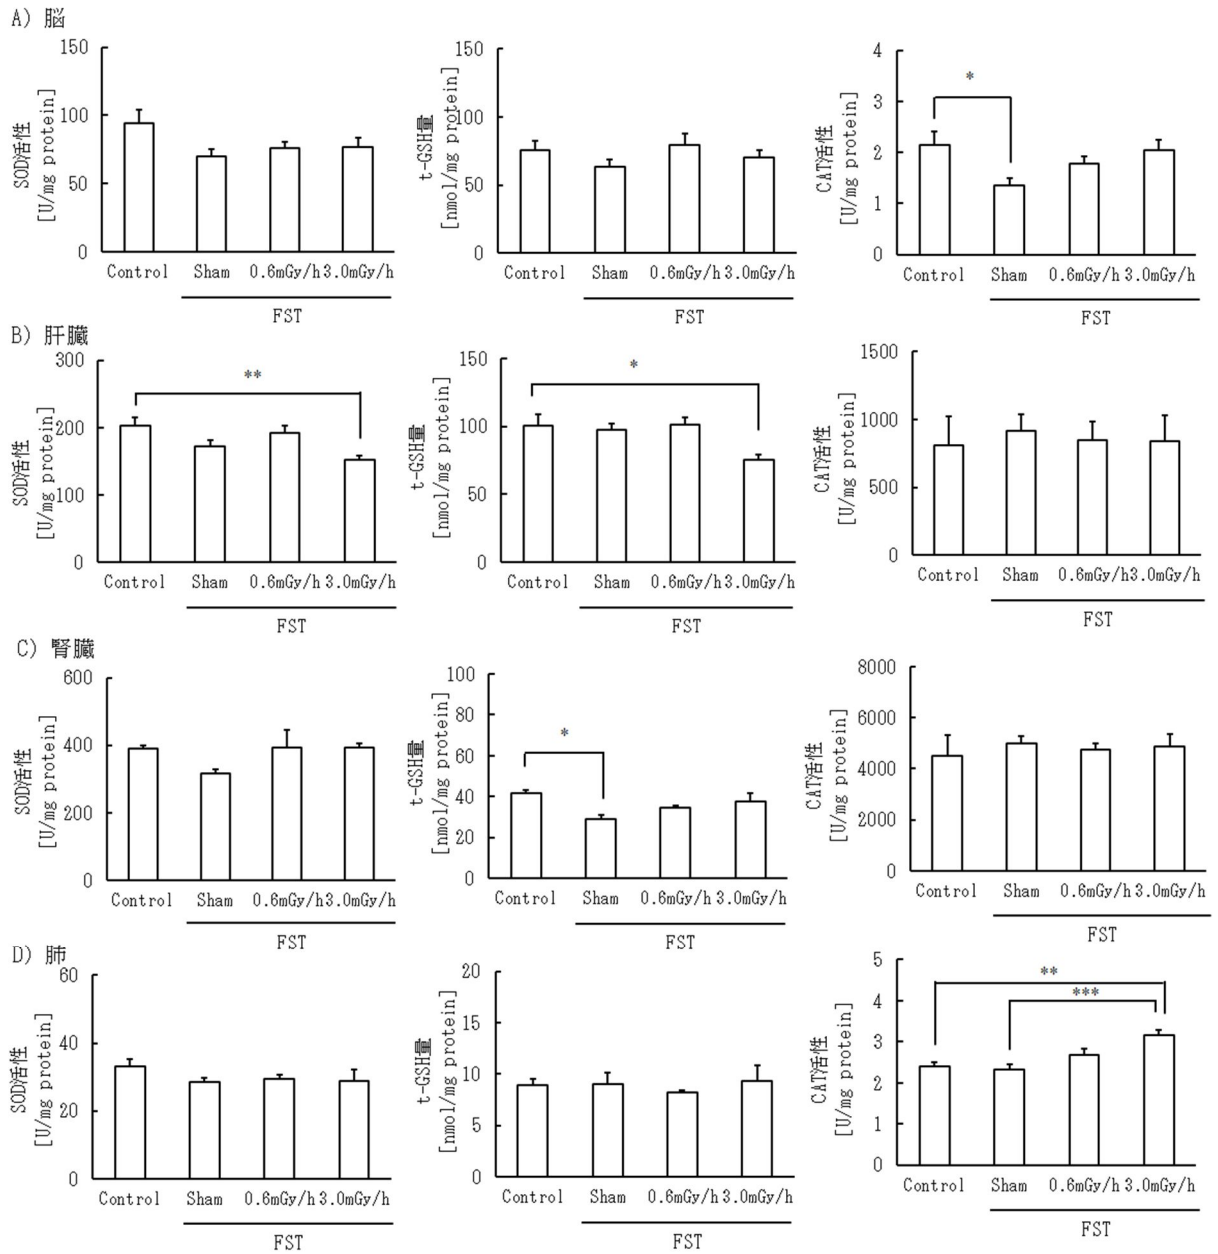 A) 脳
SOD活性
[U/mg protein]
150
100
50
0
Control Sham 0.6mGy/h 3.0mGy/h
FST
t-GSH量
[nmol/mg protein]
150
100
50
0
Control Sham 0.6mGy/h 3.0mGy/h
FST
CAT活性
[U/mg protein]
4
3
2
1
0
*
Control Sham 0.6mGy/h 3.0mGy/h
FST
B) 肝臓
SOD活性
[U/mg protein]
300
200
100
0
**
Control Sham 0.6mGy/h 3.0mGy/h
FST
t-GSH量
[nmol/mg protein]
150
100
50
0
*
Control Sham 0.6mGy/h 3.0mGy/h
FST
CAT活性
[U/mg protein]
1500
1000
500
0
Control Sham 0.6mGy/h 3.0mGy/h
FST
C) 腎臓
SOD活性
[U/mg protein]
600
400
200
0
Control Sham 0.6mGy/h 3.0mGy/h
FST
t-GSH量
[nmol/mg protein]
100
80
60
40
20
0
*
Control Sham 0.6mGy/h 3.0mGy/h
FST
CAT活性
[U/mg protein]
8000
6000
4000
2000
0
Control Sham 0.6mGy/h 3.0mGy/h
FST
D) 肺
SOD活性
[U/mg protein]
60
40
20
0
Control Sham 0.6mGy/h 3.0mGy/h
FST
t-GSH量
[nmol/mg protein]
20
15
10
5
0
Control Sham 0.6mGy/h 3.0mGy/h
FST
CAT活性
[U/mg protein]
5
4
3
2
1
0
**
***
Control Sham 0.6mGy/h 3.0mGy/h
FST